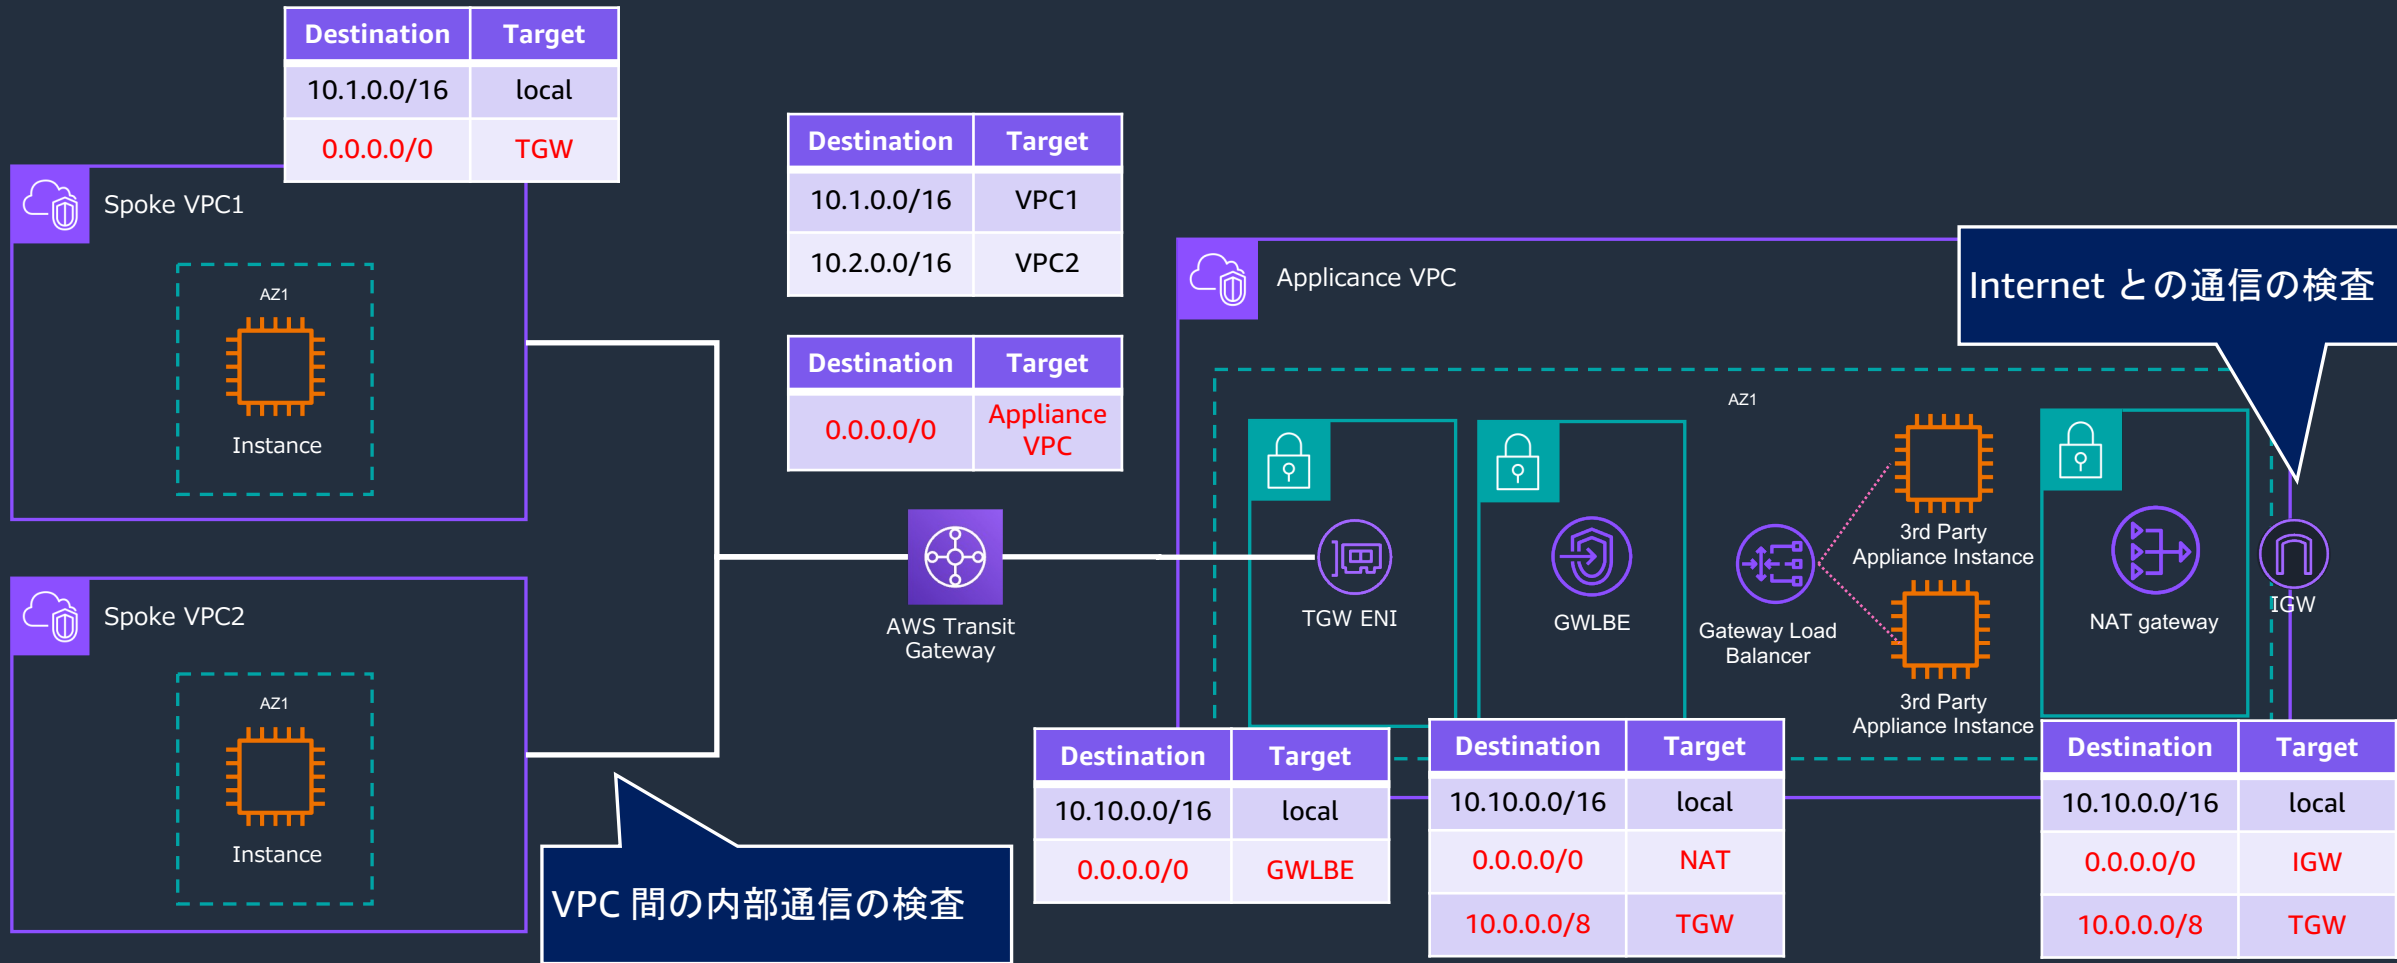 Destination Target
10.1.0.0/16 local
0.0.0.0/0 TGW
Spoke VPC1
AZ1
Instance
Spoke VPC2
AZ1
Instance
VPC 間の内部通信の検査
Destination Target
10.1.0.0/16 VPC1
10.2.0.0/16 VPC2
Destination Target
0.0.0.0/0 Appliance
VPC
AWS Transit
Gateway
Applicance VPC
Internet との通信の検査
AZ1
TGW ENI
GWLBE
Gateway Load
Balancer
3rd Party
Appliance Instance
3rd Party
Appliance Instance
NAT gateway
IGW
Destination Target
10.10.0.0/16 local
0.0.0.0/0 GWLBE
Destination Target
10.10.0.0/16 local
0.0.0.0/0 NAT
10.0.0.0/8 TGW
Destination Target
10.10.0.0/16 local
0.0.0.0/0 IGW
10.0.0.0/8 TGW